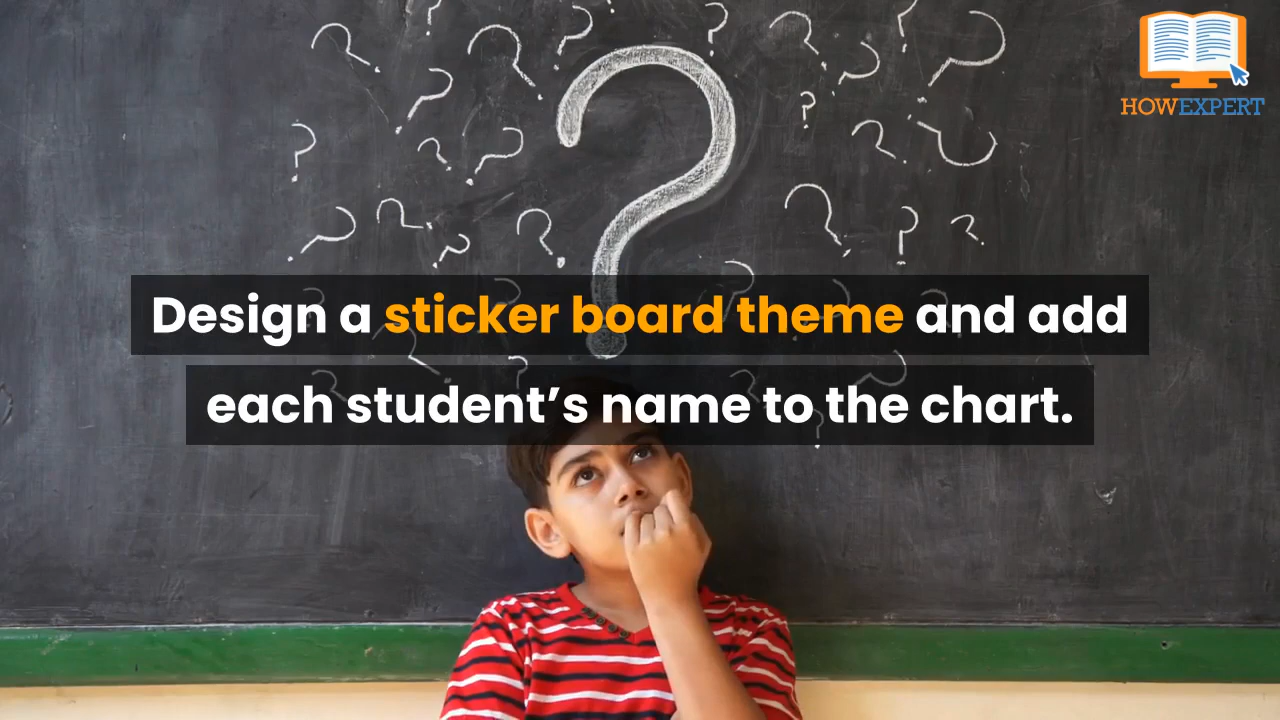 HOWEXPERT
Design a sticker board theme and add
each student’s name to the chart.